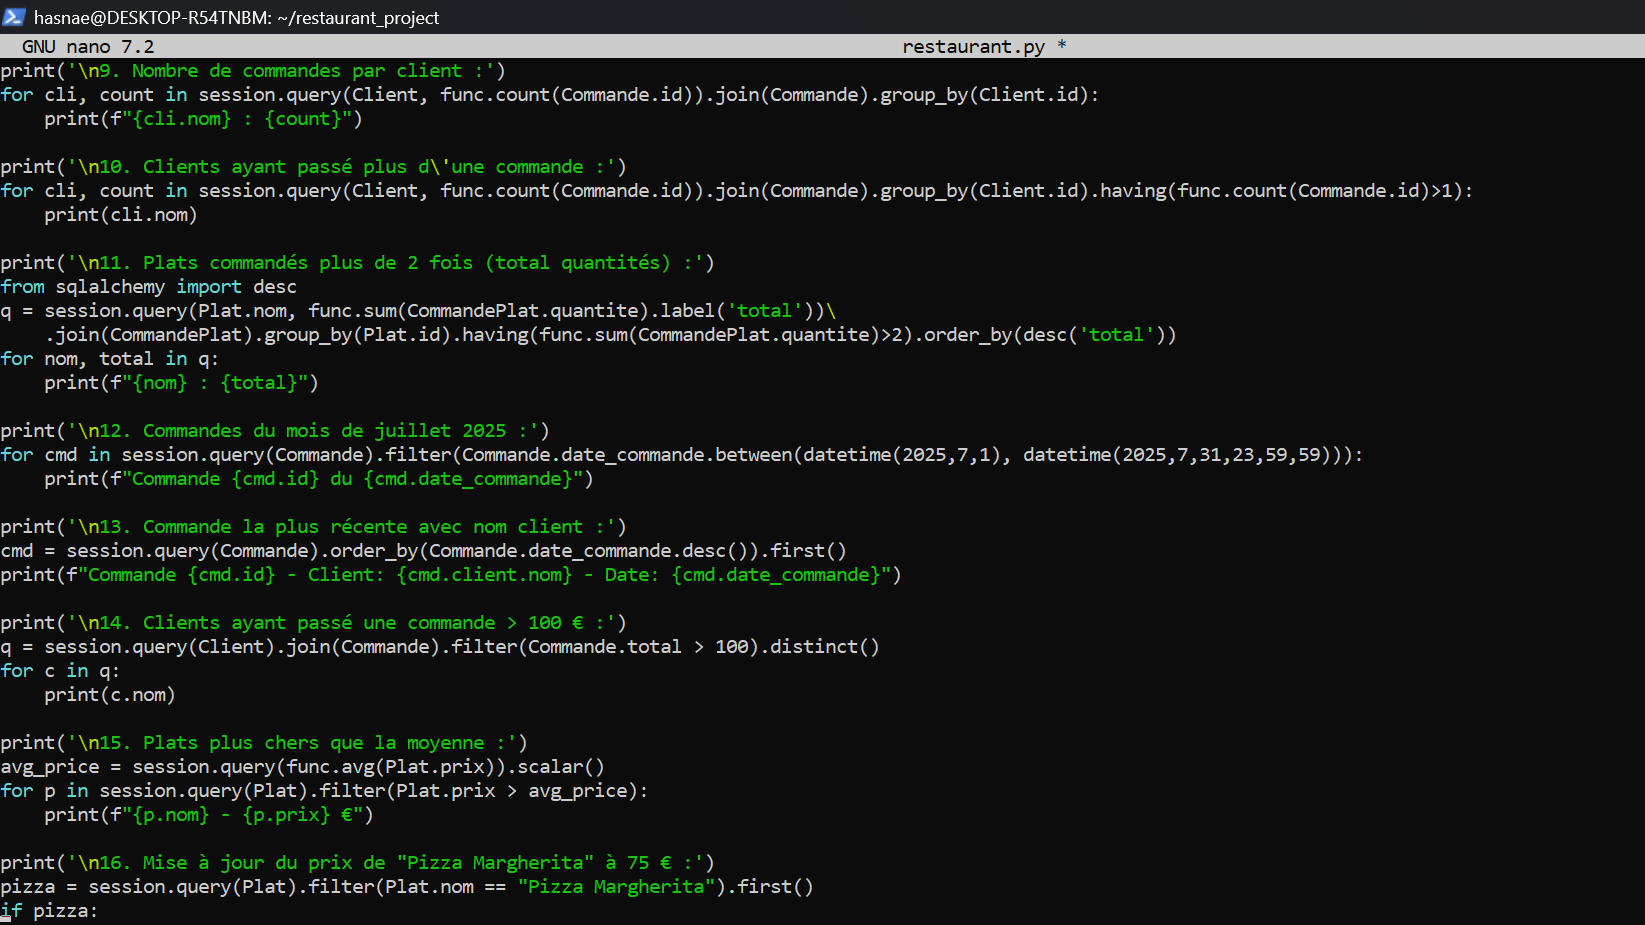 hasnae@DESKTOP-R54TNBM: ~/restaurant_project
GNU nano 7.2 restaurant.py *
print('\n9. Nombre de commandes par client :')
for cli, count in session.query(Client, func.count(Commande.id)).join(Commande).group_by(Client.id):
    print(f"{cli.nom} : {count}")

print('\n10. Clients ayant passé plus d\'une commande :')
for cli, count in session.query(Client, func.count(Commande.id)).join(Commande).group_by(Client.id).having(func.count(Commande.id)>1):
    print(cli.nom)

print('\n11. Plats commandés plus de 2 fois (total quantités) :')
from sqlalchemy import desc
q = session.query(Plat.nom, func.sum(CommandePlat.quantite).label('total'))\
    .join(CommandePlat).group_by(Plat.id).having(func.sum(CommandePlat.quantite)>2).order_by(desc('total'))
for nom, total in q:
    print(f"{nom} : {total}")

print('\n12. Commandes du mois de juillet 2025 :')
for cmd in session.query(Commande).filter(Commande.date_commande.between(datetime(2025,7,1), datetime(2025,7,31,23,59,59))):
    print(f"Commande {cmd.id} du {cmd.date_commande}")

print('\n13. Commande la plus récente avec nom client :')
cmd = session.query(Commande).order_by(Commande.date_commande.desc()).first()
print(f"Commande {cmd.id} - Client: {cmd.client.nom} - Date: {cmd.date_commande}")

print('\n14. Clients ayant passé une commande > 100 € :')
q = session.query(Client).join(Commande).filter(Commande.total > 100).distinct()
for c in q:
    print(c.nom)

print('\n15. Plats plus chers que la moyenne :')
avg_price = session.query(func.avg(Plat.prix)).scalar()
for p in session.query(Plat).filter(Plat.prix > avg_price):
    print(f"{p.nom} - {p.prix} €")

print('\n16. Mise à jour du prix de "Pizza Margherita" à 75 € :')
pizza = session.query(Plat).filter(Plat.nom == "Pizza Margherita").first()
if pizza: